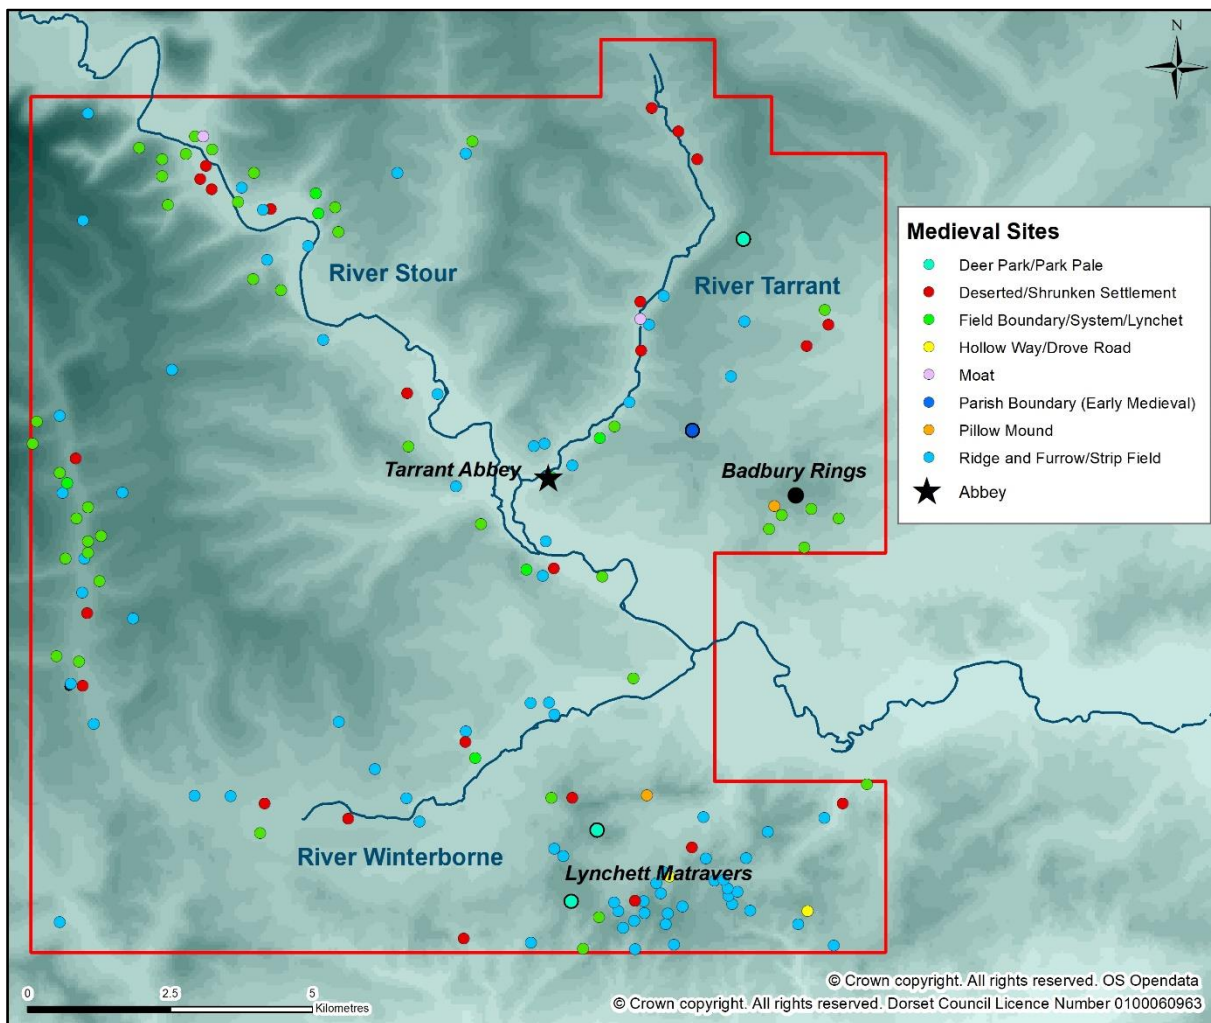 N
River Stour
River Tarrant
Tarrant Abbey
Badbury Rings
River Winterborne
Lynchett Matravers
Medieval Sites
Deer Park/Park Pale
Deserted/Shrunken Settlement
Field Boundary/System/Lynchet
Hollow Way/Drove Road
Moat
Parish Boundary (Early Medieval)
Pillow Mound
Ridge and Furrow/Strip Field
Abbey
0 2.5 5
Kilometres
© Crown copyright. All rights reserved. OS Opendata
© Crown copyright. All rights reserved. Dorset Council Licence Number 0100060963